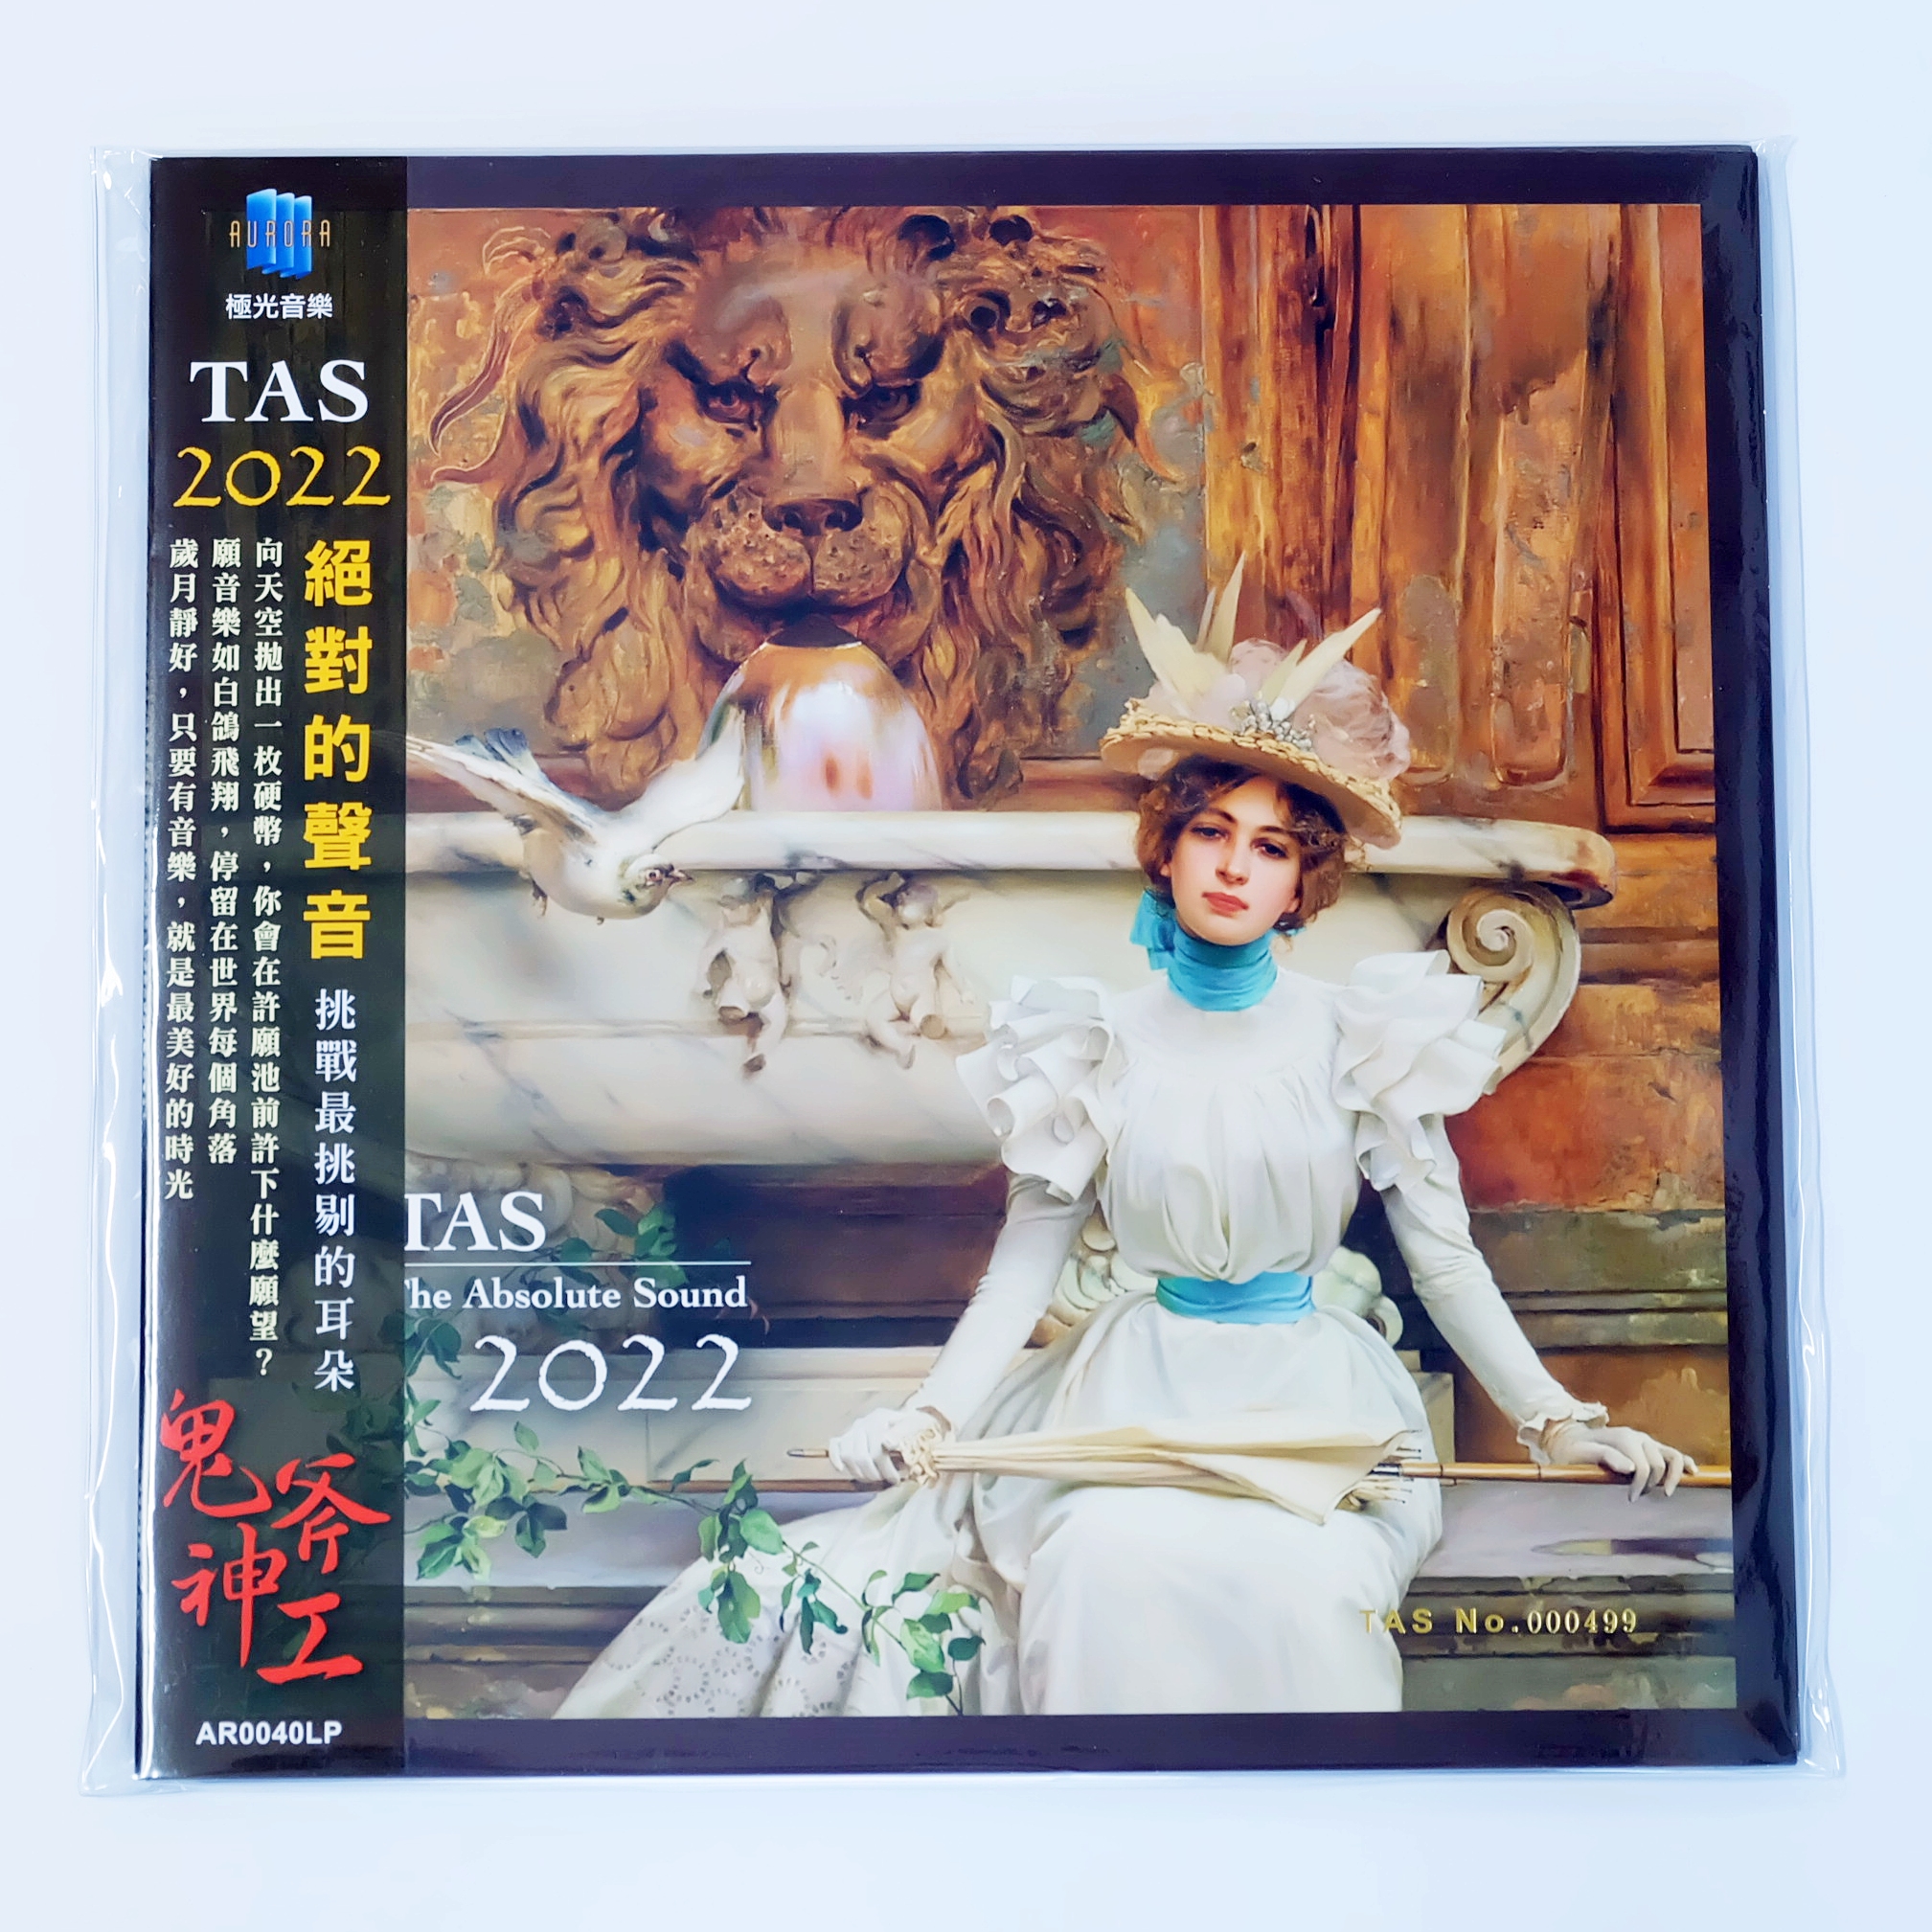 AURORA
極光音樂
TAS
2022
絕對的聲音 挑戰最挑剔的耳朵
向天空拋出一枚硬幣，你會在許願池前許下什麼願望？
願音樂如白鴿飛翔，停留在世界每個角落
歲月靜好，只要有音樂，就是最美好的時光
鬼斧神工
AR0040LP
TAS
The Absolute Sound
2022
TAS No.000499